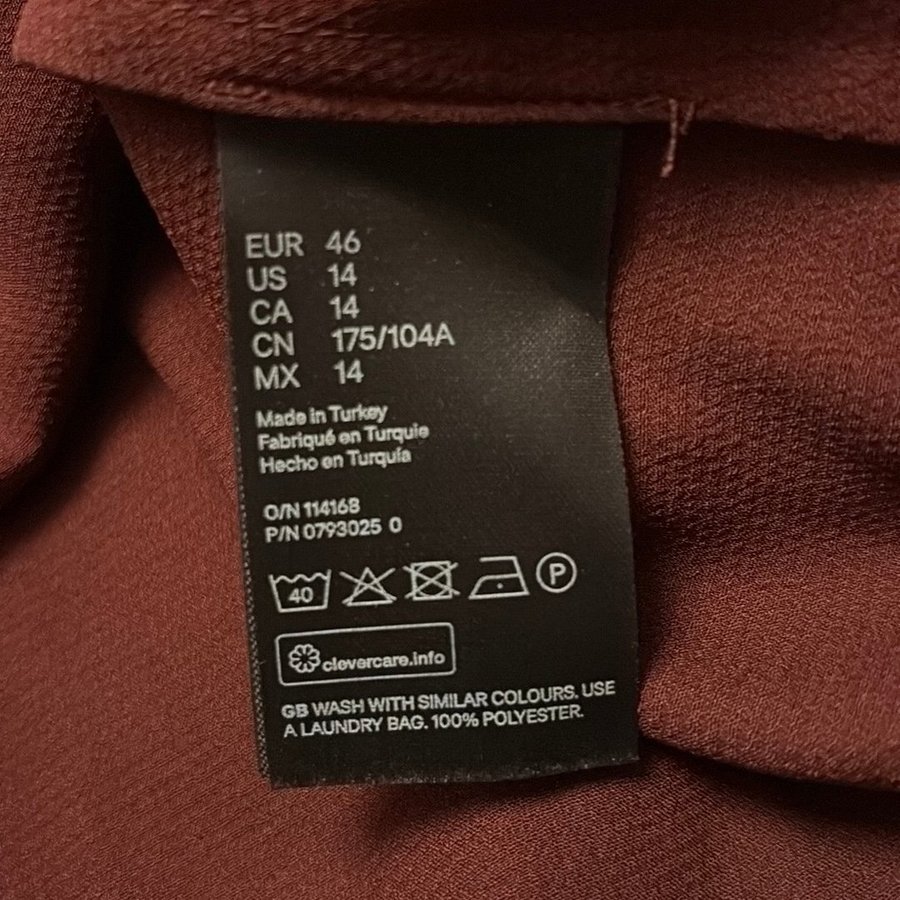 EUR 46
US 14
CA 14
CN 175/104A
MX 14
Made in Turkey
Fabriqué en Turquie
Hecho en Turquía
O/N 114168
P/N 0793025 0
40 P
clevercare.info
GB WASH WITH SIMILAR COLOURS. USE
A LAUNDRY BAG. 100% POLYESTER.